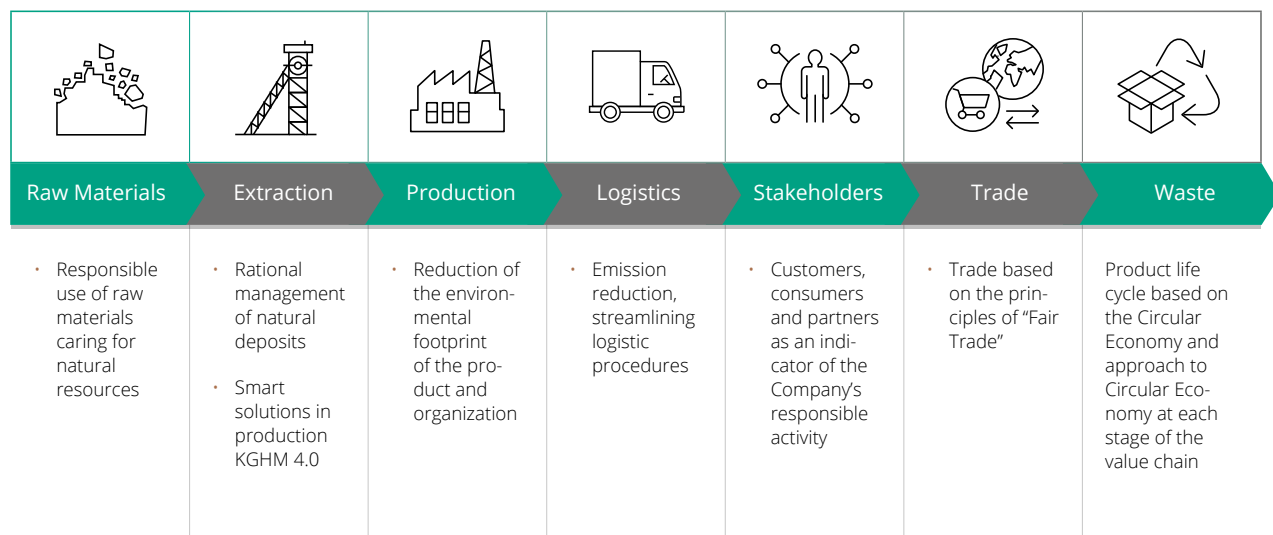 Raw Materials
Extraction
Production
Logistics
Stakeholders
Trade
Waste
• Responsible
use of raw
materials
caring for
natural
resources
• Rational
management
of natural
deposits
• Smart
solutions in
production
KGHM 4.0
• Reduction of
the environ-
mental
footprint
of the pro-
duct and
organization
• Emission
reduction,
streamlining
logistic
procedures
• Customers,
consumers
and partners
as an indi-
cator of the
Company's
responsible
activity
• Trade based
on the prin-
ciples of “Fair
Trade”
Product life
cycle based on
the Circular
Economy and
approach to
Circular Eco-
nomy at each
stage of the
value chain